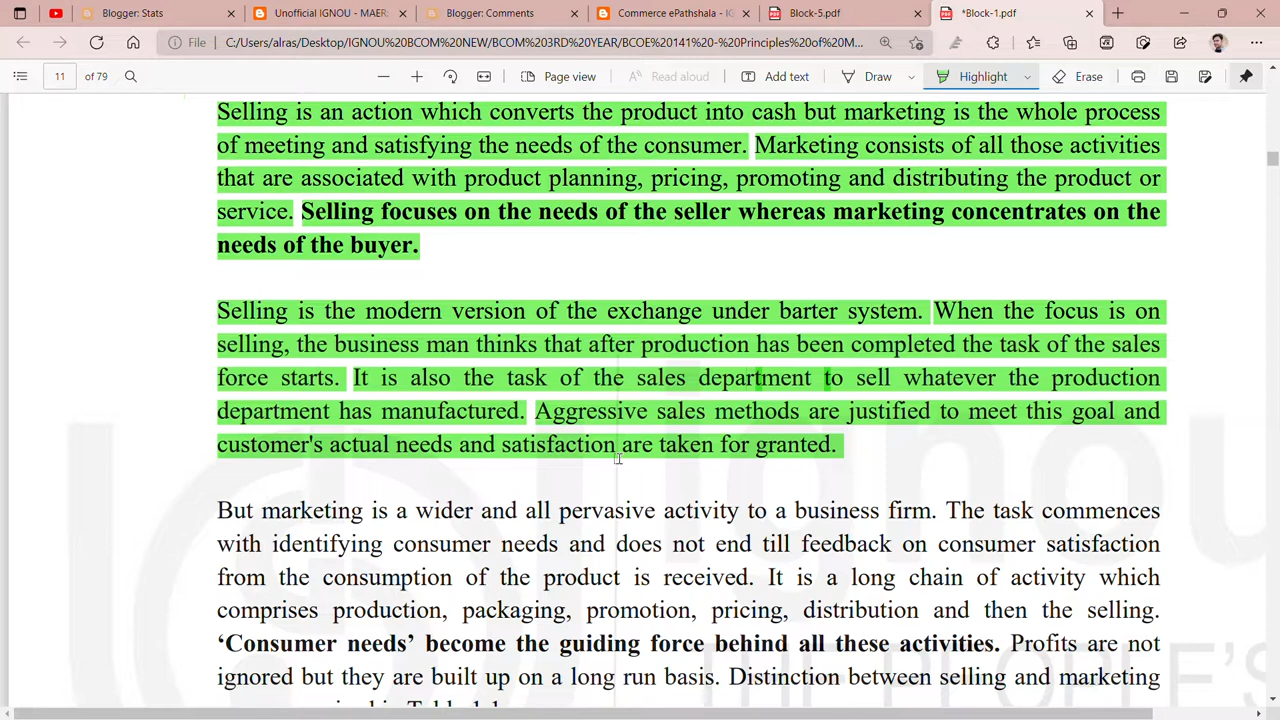 Blogger: Stats
Unofficial IGNOU - MAER
Blogger: Comments
Commerce ePathshala - IG
Block-5.pdf
*Block-1.pdf
File
C:/Users/alras/Desktop/IGNOU%20BCOM%20NEW/BCOM%203RD%20YEAR/BCOE%20141%20-%20Principles%20of%20M...
11 of 79
Page view
Read aloud
Add text
Draw
Highlight
Erase
Selling is an action which converts the product into cash but marketing is the whole process
of meeting and satisfying the needs of the consumer. Marketing consists of all those activities
that are associated with product planning, pricing, promoting and distributing the product or
service. Selling focuses on the needs of the seller whereas marketing concentrates on the
needs of the buyer.
Selling is the modern version of the exchange under barter system. When the focus is on
selling, the business man thinks that after production has been completed the task of the sales
force starts. It is also the task of the sales department to sell whatever the production
department has manufactured. Aggressive sales methods are justified to meet this goal and
customer's actual needs and satisfaction are taken for granted.
But marketing is a wider and all pervasive activity to a business firm. The task commences
with identifying consumer needs and does not end till feedback on consumer satisfaction
from the consumption of the product is received. It is a long chain of activity which
comprises production, packaging, promotion, pricing, distribution and then the selling.
‘Consumer needs’ become the guiding force behind all these activities. Profits are not
ignored but they are built up on a long run basis. Distinction between selling and marketing